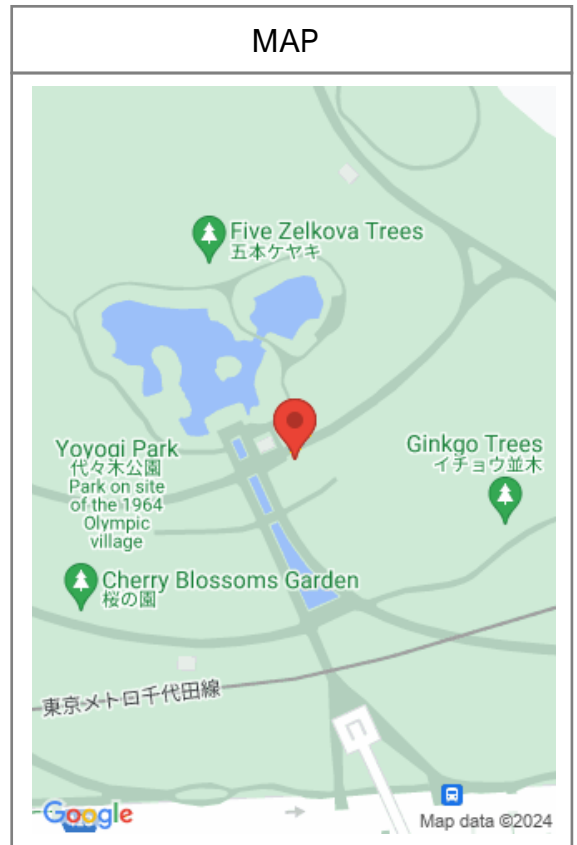 MAP
Five Zelkova Trees
五本ケヤキ
Yoyogi Park
代々木公園
Park on site
of the 1964
Olympic
village
Ginkgo Trees
イチョウ並木
Cherry Blossoms Garden
桜の園
東京メトロ千代田線
Google
Map data ©2024